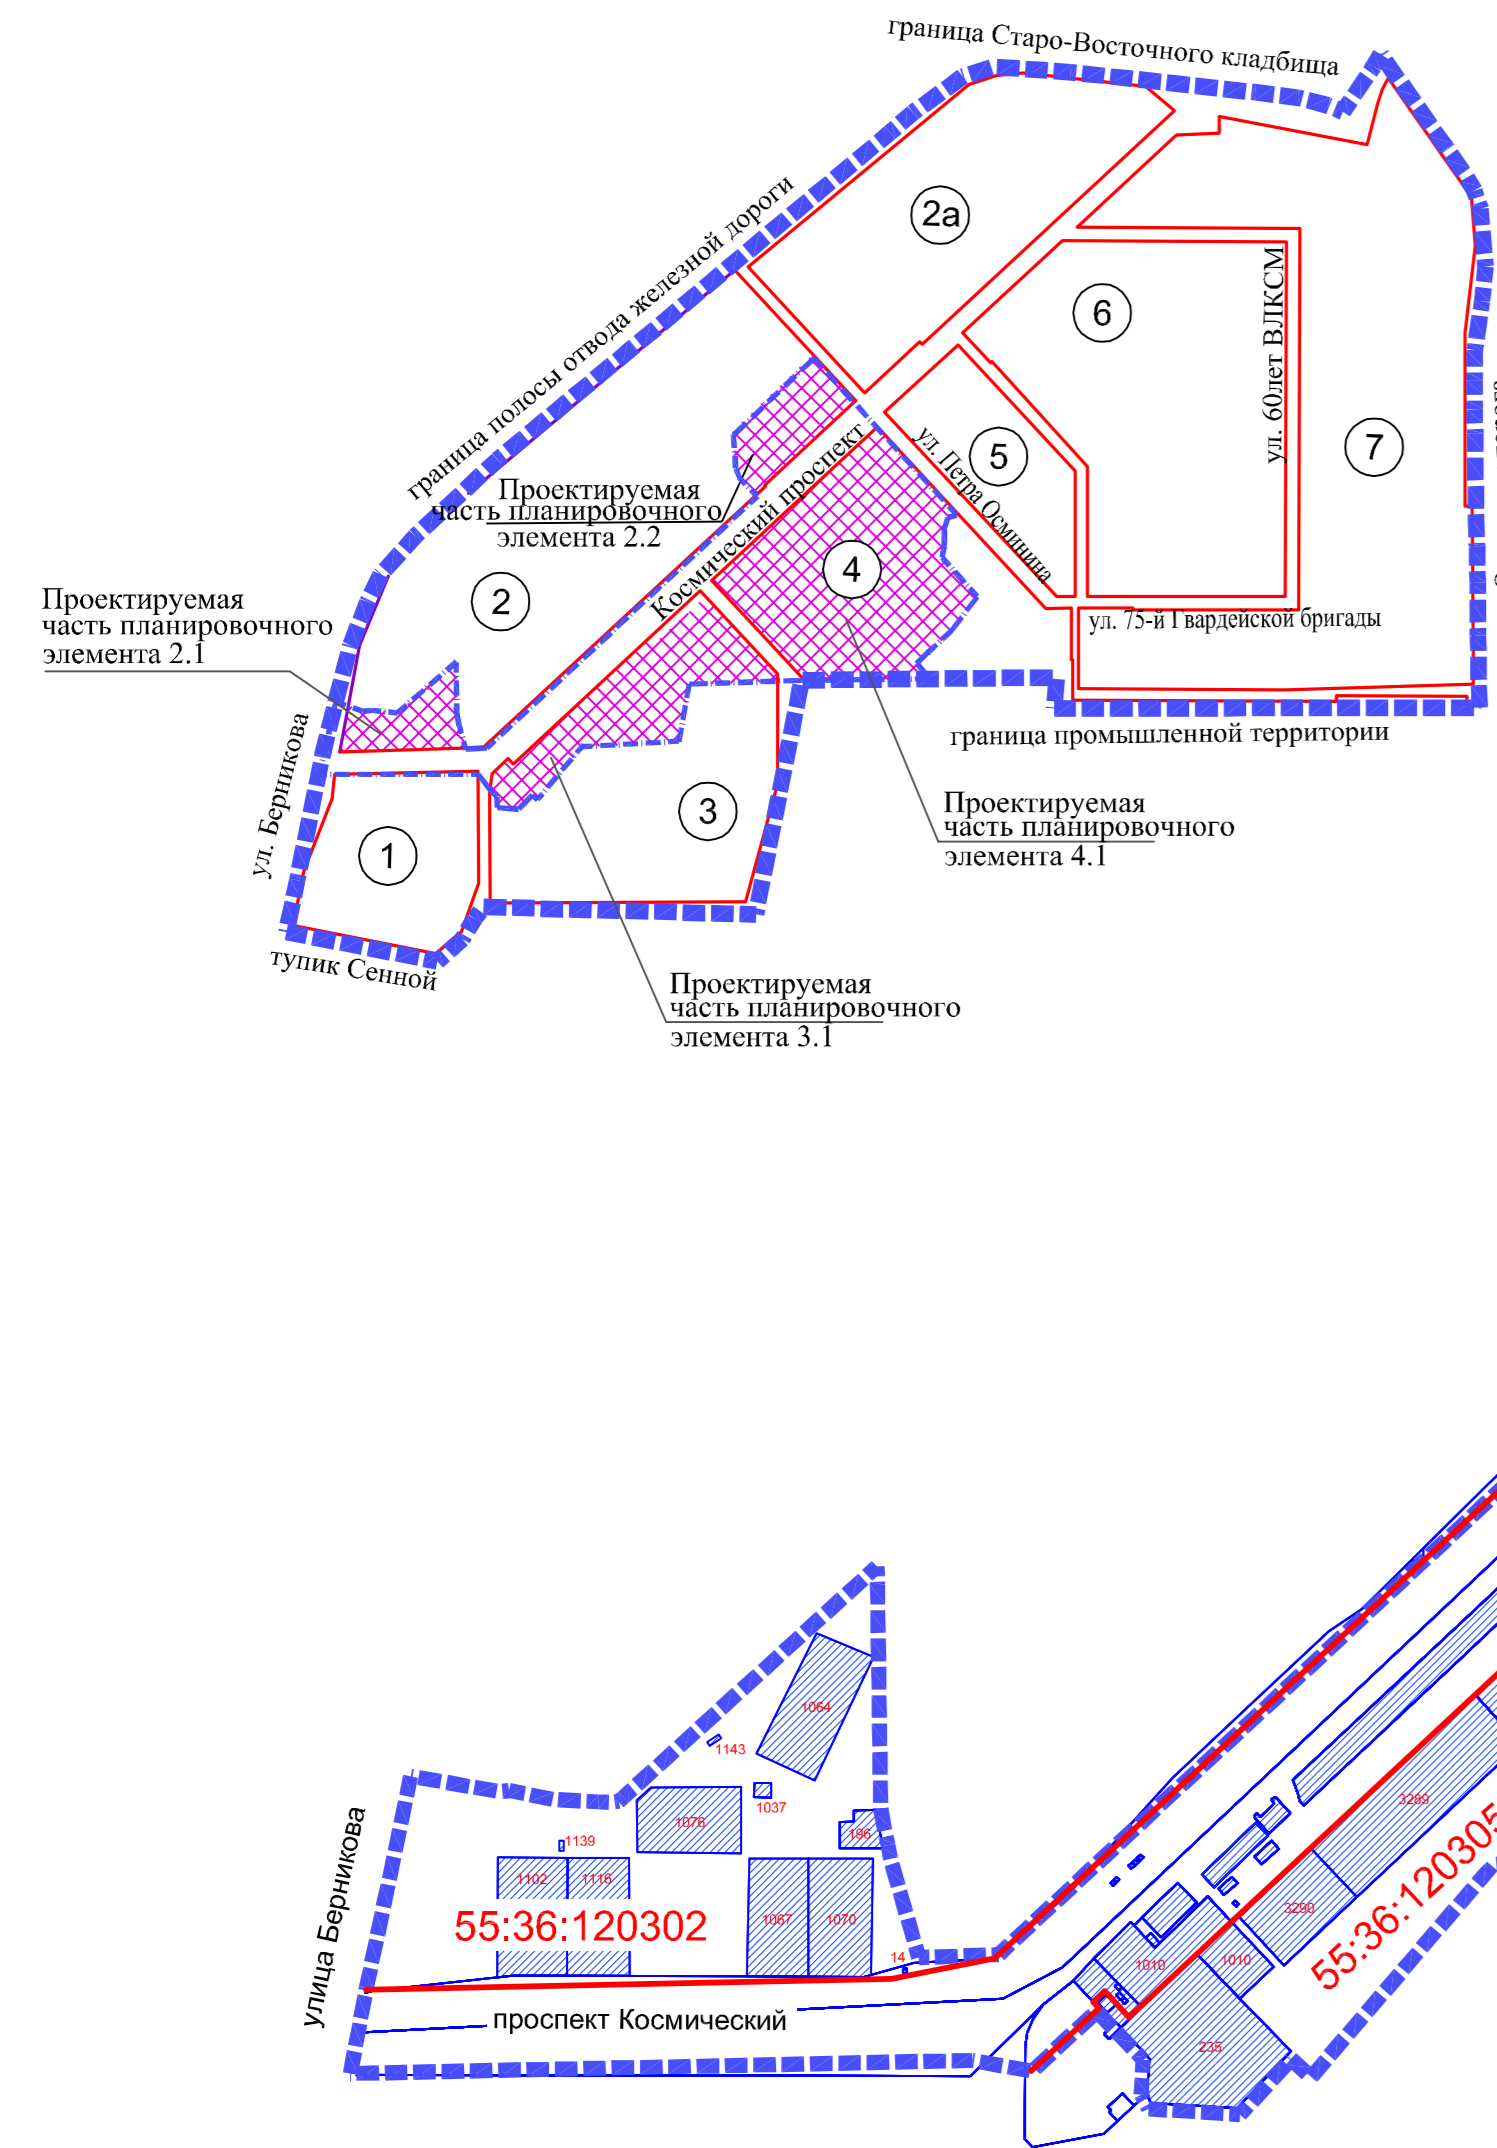 граница Старо-Восточного кладбища
граница полосы отвода железной дороги
2а
6
ул. 60лет ВЛКСМ
7
5
ул. Петра Осминина
Космический проспект
Проектируемая
часть планировочного
элемента 2.2
4
2
Проектируемая
часть планировочного
элемента 2.1
ул. 75-й Гвардейской бригады
граница промышленной территории
ул. Берникова
3
1
Проектируемая
часть планировочного
элемента 4.1
тупик Сенной
Проектируемая
часть планировочного
элемента 3.1
1064
1143
1037
1076
196
1139
1102
1116
55:36:120302
1067
1070
14
улица Берникова
проспект Космический
3289
3290
55:36:120305
1010
1010
235